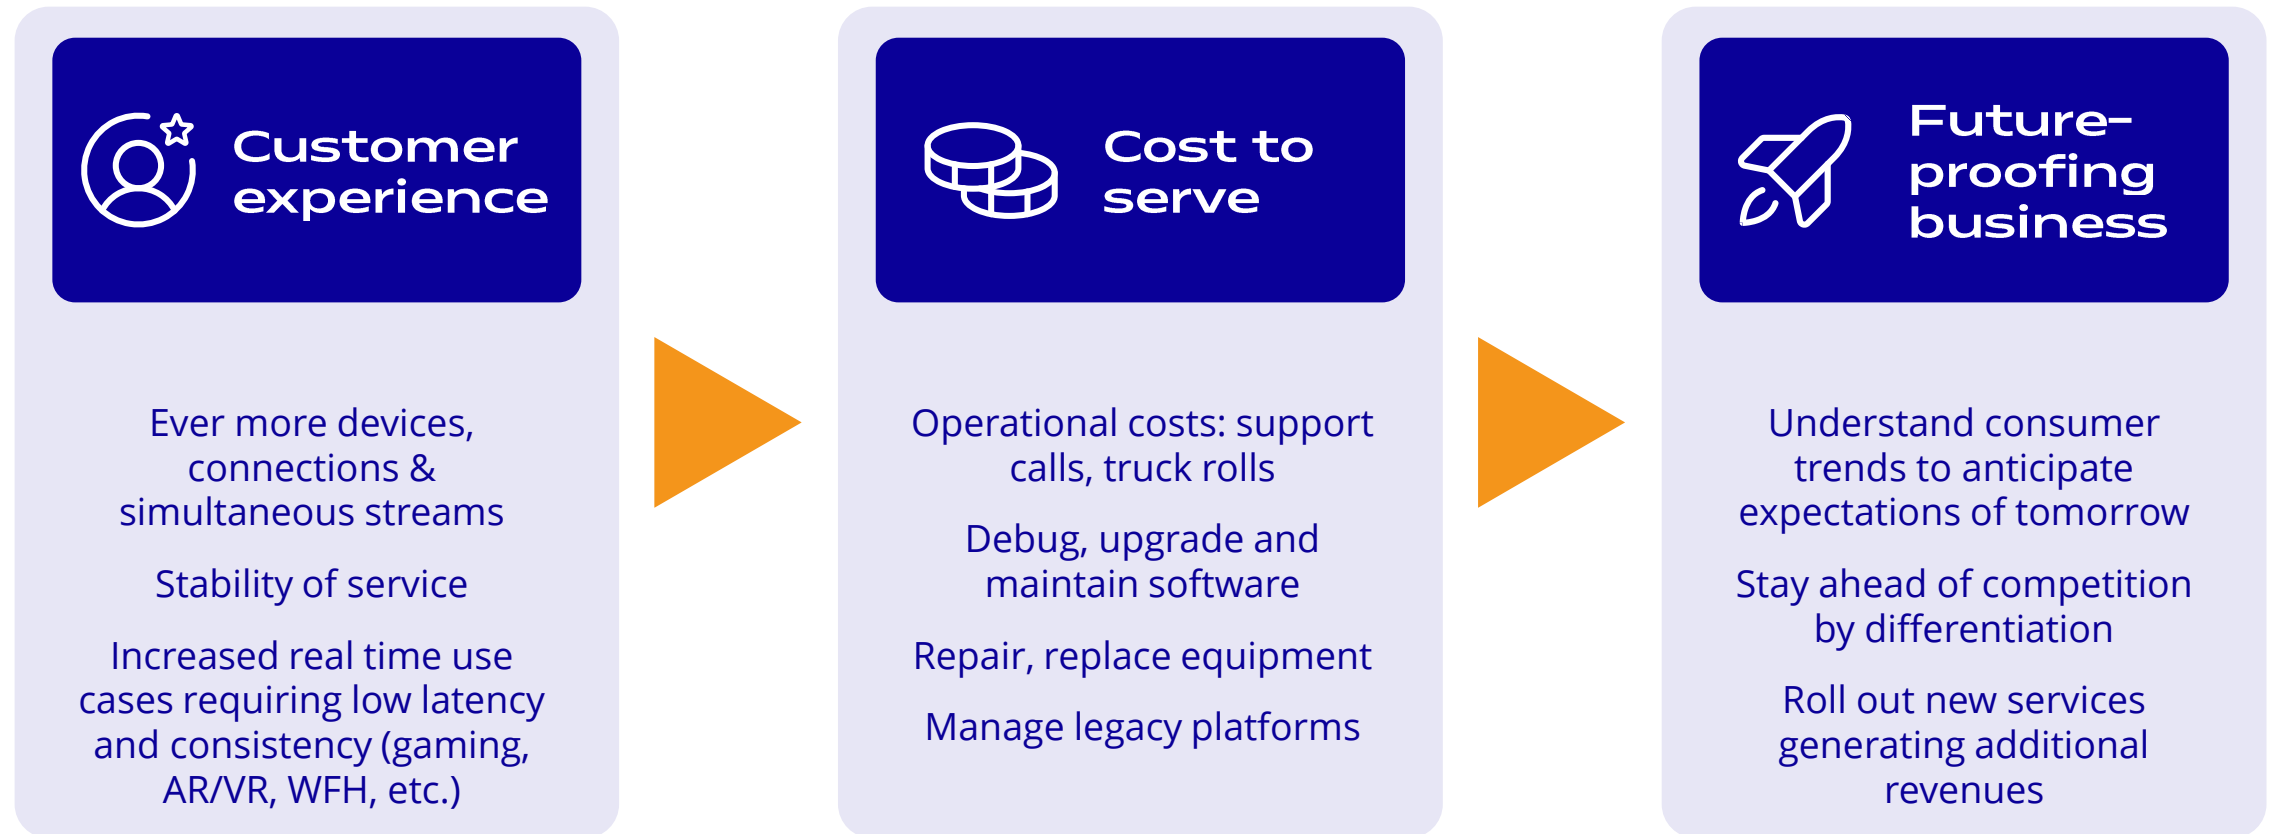 Customer
experience
Ever more devices,
connections &
simultaneous streams
Stability of service
Increased real time use
cases requiring low latency
and consistency (gaming,
AR/VR, WFH, etc.)
Cost to
serve
Operational costs: support
calls, truck rolls
Debug, upgrade and
maintain software
Repair, replace equipment
Manage legacy platforms
Future-
proofing
business
Understand consumer
trends to anticipate
expectations of tomorrow
Stay ahead of competition
by differentiation
Roll out new services
generating additional
revenues